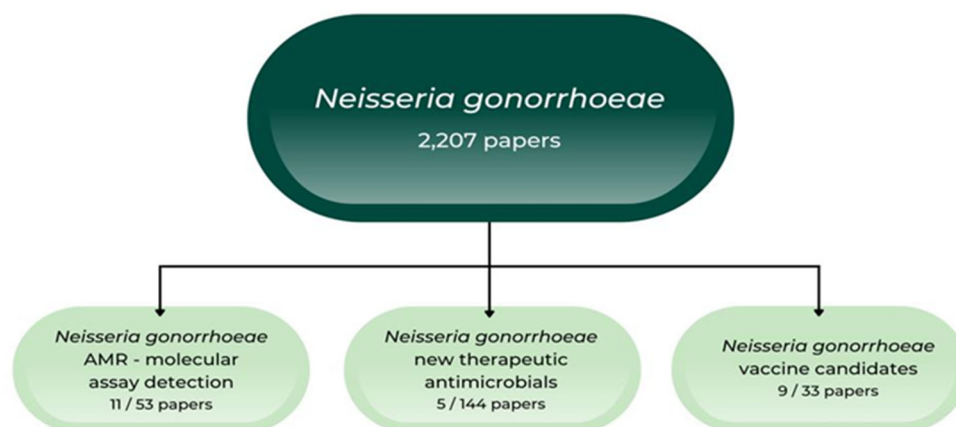 Neisseria gonorrhoeae
2,207 papers
Neisseria gonorrhoeae
AMR - molecular
assay detection
11 / 53 papers
Neisseria gonorrhoeae
new therapeutic
antimicrobials
5 / 144 papers
Neisseria gonorrhoeae
vaccine candidates
9 / 33 papers